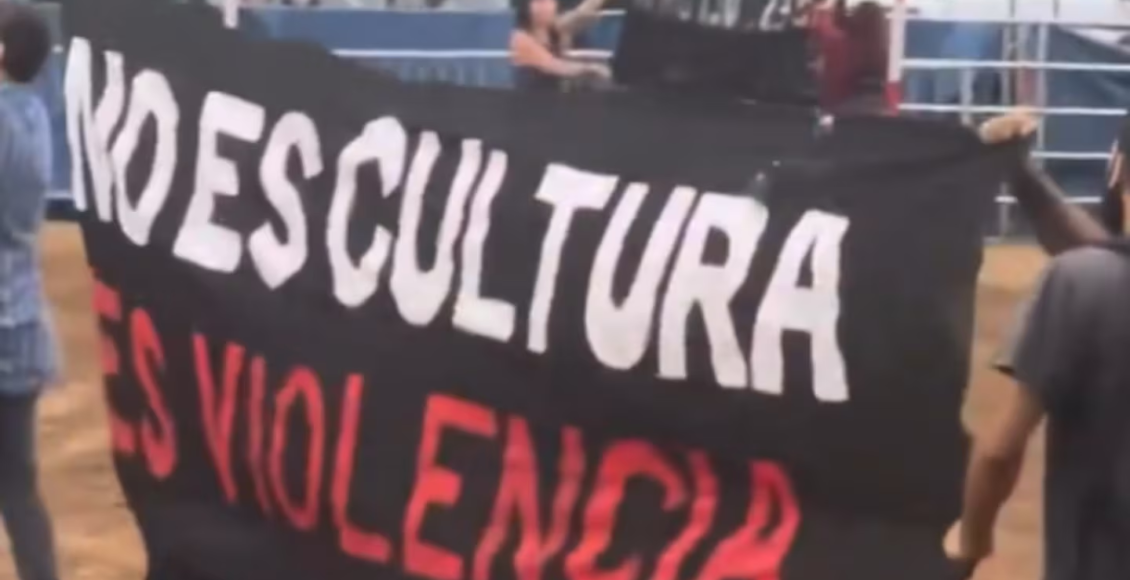 NO ES CULTURA
ES VIOLENCIA